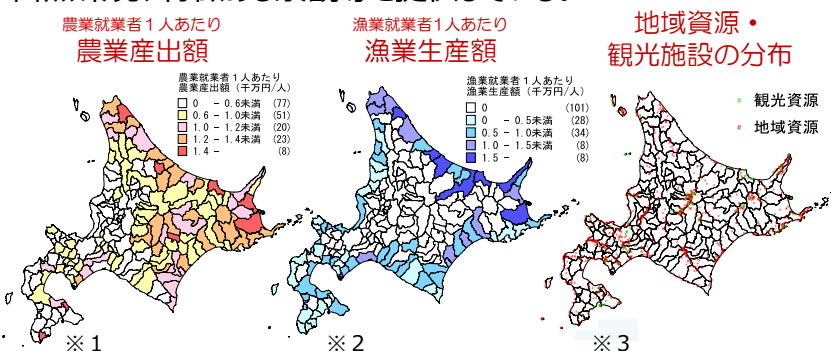 農業就業者１人あたり
農業産出額
農業就業者１人あたり
農業産出額（千万円/人）
0 - 0.6未満 (77)
0.6 - 1.0未満 (51)
1.0 - 1.2未満 (20)
1.2 - 1.4未満 (23)
1.4 - (8)
※１
漁業就業者１人あたり
漁業生産額
漁業就業者１人あたり
漁業生産額（千万円/人）
0 (101)
0 - 0.5未満 (28)
0.5 - 1.0未満 (34)
1.0 - 1.5未満 (8)
1.5 - (8)
※２
地域資源・
観光施設の分布
観光資源
地域資源
※３